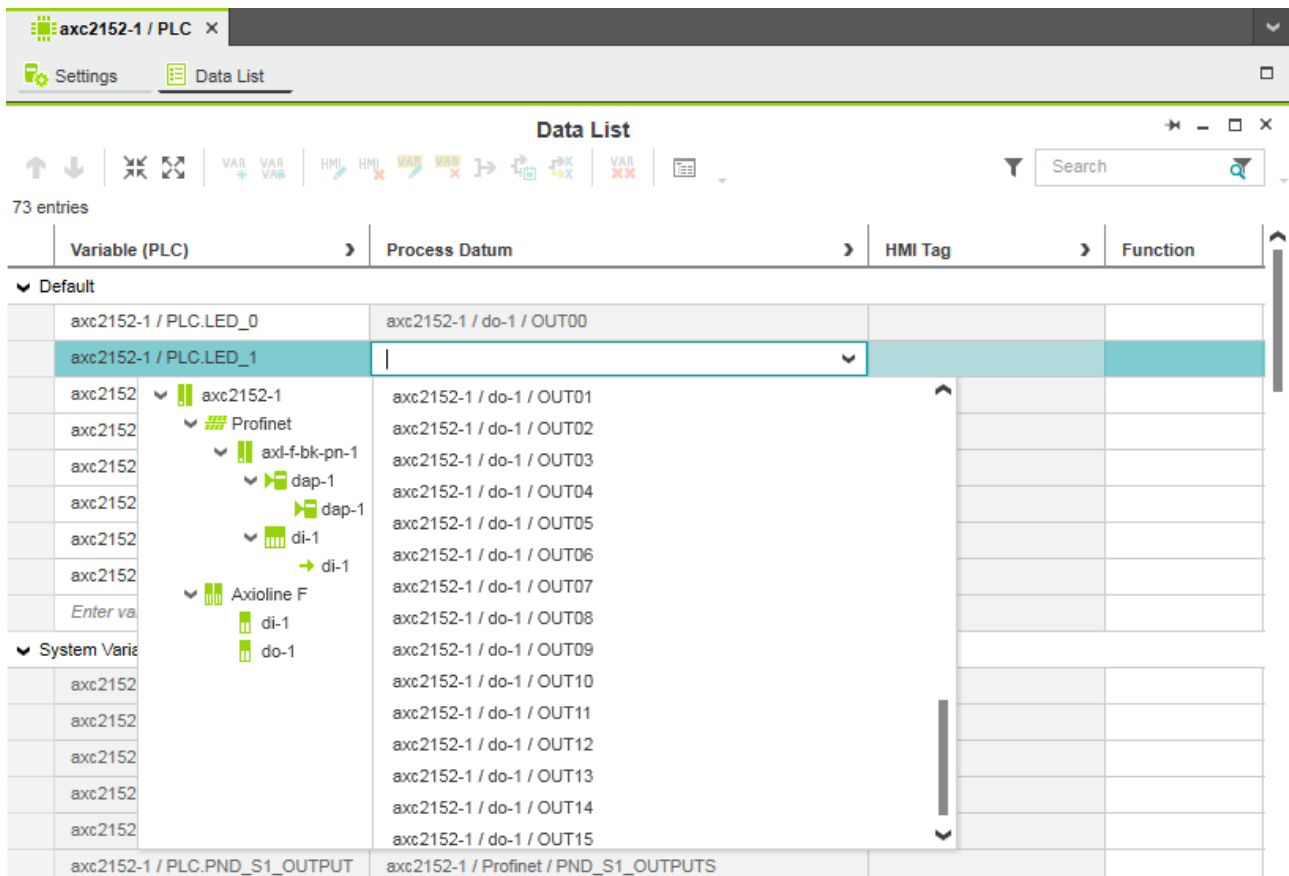 axc2152-1 / PLC
Settings Data List
Data List
VAR VAR VAR HMI HMI VAR VAR VAR
Search
73 entries
Variable (PLC) Process Datum HMI Tag Function
Default
axc2152-1 / PLC.LED_0 axc2152-1 / do-1 / OUT00
axc2152-1 / PLC.LED_1
axc2152 axc2152-1 axc2152-1 / do-1 / OUT01
axc2152 Profinet axc2152-1 / do-1 / OUT02
axc2152 axl-f-bk-pn-1 axc2152-1 / do-1 / OUT03
axc2152 dap-1 axc2152-1 / do-1 / OUT04
dap-1 axc2152-1 / do-1 / OUT05
axc2152 di-1 axc2152-1 / do-1 / OUT06
axc2152 di-1 axc2152-1 / do-1 / OUT07
Enter va Axioline F axc2152-1 / do-1 / OUT08
di-1 axc2152-1 / do-1 / OUT09
System Varia do-1
axc2152 axc2152-1 / do-1 / OUT10
axc2152 axc2152-1 / do-1 / OUT11
axc2152 axc2152-1 / do-1 / OUT12
axc2152 axc2152-1 / do-1 / OUT13
axc2152-1 / do-1 / OUT14
axc2152 axc2152-1 / do-1 / OUT15
axc2152-1 / PLC.PND_S1_OUTPUT axc2152-1 / Profinet / PND_S1_OUTPUTS